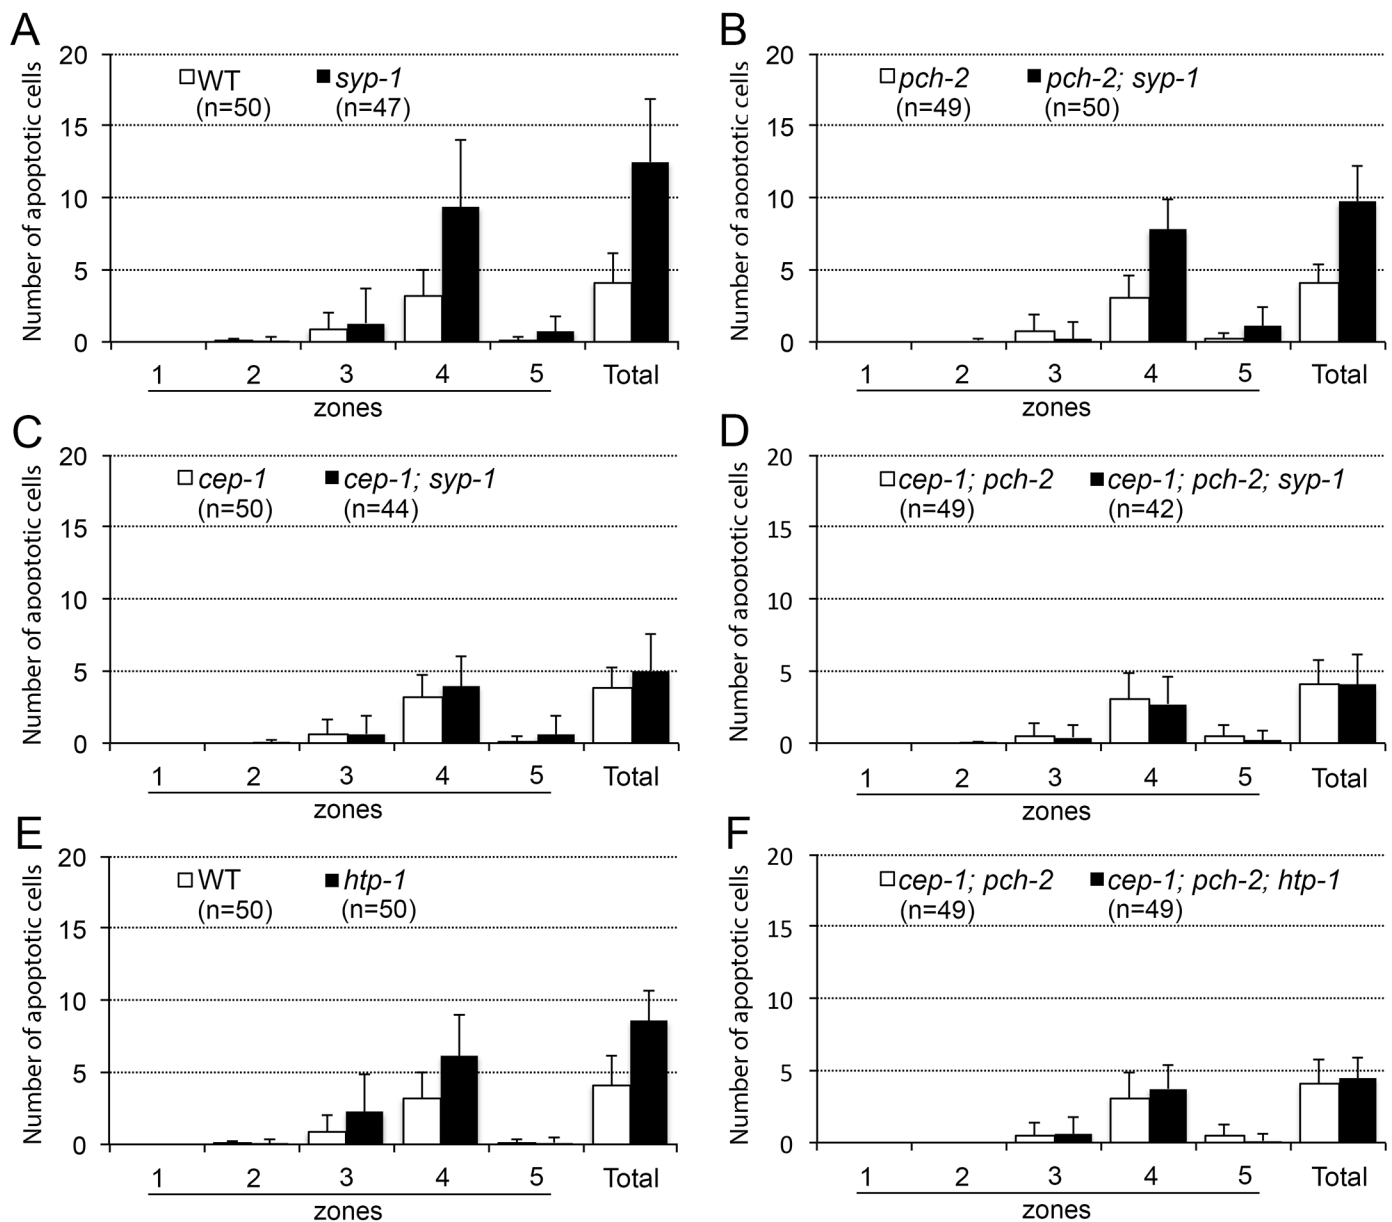 A
Number of apoptotic cells
20
15
10
5
0
WT
(n=50)
syp-1
(n=47)
1 2 3 4 5 Total
zones
B
Number of apoptotic cells
20
15
10
5
0
pch-2
(n=49)
pch-2; syp-1
(n=50)
1 2 3 4 5 Total
zones
C
Number of apoptotic cells
20
15
10
5
0
cep-1
(n=50)
cep-1; syp-1
(n=44)
1 2 3 4 5 Total
zones
D
Number of apoptotic cells
20
15
10
5
0
cep-1; pch-2
(n=49)
cep-1; pch-2; syp-1
(n=42)
1 2 3 4 5 Total
zones
E
Number of apoptotic cells
20
15
10
5
0
WT
(n=50)
htp-1
(n=50)
1 2 3 4 5 Total
zones
F
Number of apoptotic cells
20
15
10
5
0
cep-1; pch-2
(n=49)
cep-1; pch-2; htp-1
(n=49)
1 2 3 4 5 Total
zones